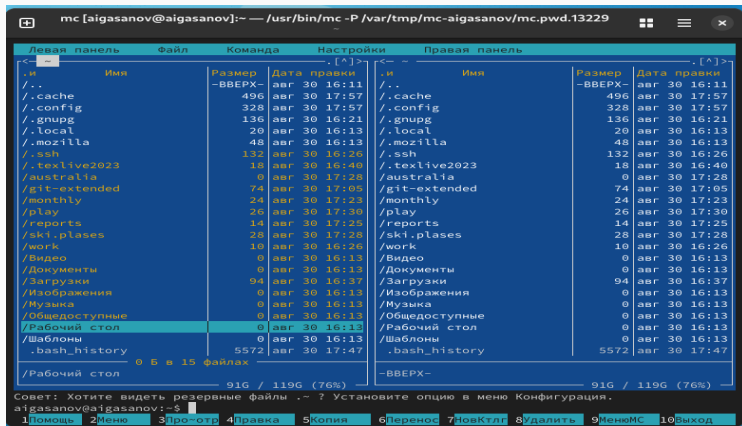 mc [aigasanov@aigasanov]:~ — /usr/bin/mc -P /var/tmp/mc-aigasanov/mc.pwd.13229
~
Левая панель Файл Команда Настройки Правая панель
<─ ~ ─.[^]>┐┌<─ ~ ─.[^]>
.и Имя Размер Дата правки .и Имя Размер Дата правки
/.. -ВВЕРХ- авг 30 16:11 /.. -ВВЕРХ- авг 30 16:11
/.cache 496 авг 30 17:57 /.cache 496 авг 30 17:57
/.config 328 авг 30 17:58 /.config 328 авг 30 17:58
/.gnupg 136 авг 30 16:21 /.gnupg 136 авг 30 16:21
/.local 20 авг 30 16:13 /.local 20 авг 30 16:13
/.mozilla 48 авг 30 16:13 /.mozilla 48 авг 30 16:13
/.ssh 132 авг 30 16:26 /.ssh 132 авг 30 16:26
/.texlive2023 18 авг 30 16:40 /.texlive2023 18 авг 30 16:40
/australia 0 авг 30 17:28 /australia 0 авг 30 17:28
/git-extended 74 авг 30 17:05 /git-extended 74 авг 30 17:05
/monthly 24 авг 30 17:23 /monthly 24 авг 30 17:23
/play 26 авг 30 17:30 /play 26 авг 30 17:30
/reports 14 авг 30 17:25 /reports 14 авг 30 17:25
/ski.plases 28 авг 30 17:28 /ski.plases 28 авг 30 17:28
/work 10 авг 30 16:26 /work 10 авг 30 16:26
/Видео 0 авг 30 16:13 /Видео 0 авг 30 16:13
/Документы 0 авг 30 16:13 /Документы 0 авг 30 16:13
/Загрузки 94 авг 30 16:37 /Загрузки 94 авг 30 16:37
/Изображения 0 авг 30 16:13 /Изображения 0 авг 30 16:13
/Музыка 0 авг 30 16:13 /Музыка 0 авг 30 16:13
/Общедоступные 0 авг 30 16:13 /Общедоступные 0 авг 30 16:13
/Рабочий стол 0 авг 30 16:13 /Рабочий стол 0 авг 30 16:13
/Шаблоны 0 авг 30 16:13 /Шаблоны 0 авг 30 16:13
.bash_history 5572 авг 30 17:47 .bash_history 5572 авг 30 17:47
0 Б в 15 файлах
/Рабочий стол -ВВЕРХ-
91G / 119G (76%) 91G / 119G (76%)
Совет: Хотите видеть резервные файлы .~ ? Установите опцию в меню Конфигурация.
aigasanov@aigasanov:~$
1Помощь 2Меню 3Про~отр 4Правка 5Копия 6Перенос 7НовКтлг 8Удалить 9МенюМС 10Выход